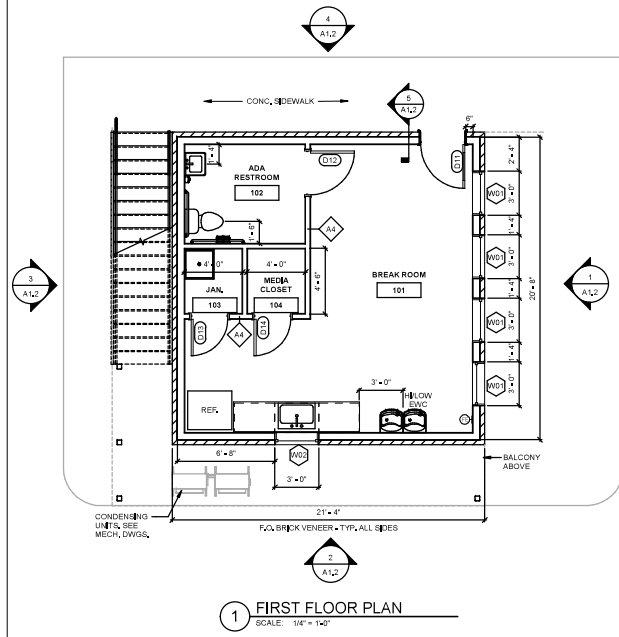 4
A1.2
CONC. SIDEWALK
5
A1.2
6"
1'-4"
ADA
RESTROOM
102
D12
D11
2'-4"
W01
3'-0"
1'-4"
1'-6"
A4
W01
3'-0"
3
A1.2
4'-0"
4'-0"
JAN.
103
MEDIA
CLOSET
104
4'-6"
BREAK ROOM
101
1'-4"
20'-8"
1
A1.2
W01
3'-0"
D13
A4
D14
1'-4"
3'-0"
HI/LOW
EWC
W01
3'-0"
REF.
FE
6'-8"
W02
3'-0"
BALCONY
ABOVE
CONDENSING
UNITS. SEE
MECH. DWGS.
21'-4"
F.O. BRICK VENEER - TYP. ALL SIDES
2
A1.2
1
FIRST FLOOR PLAN
SCALE: 1/4" = 1'-0"